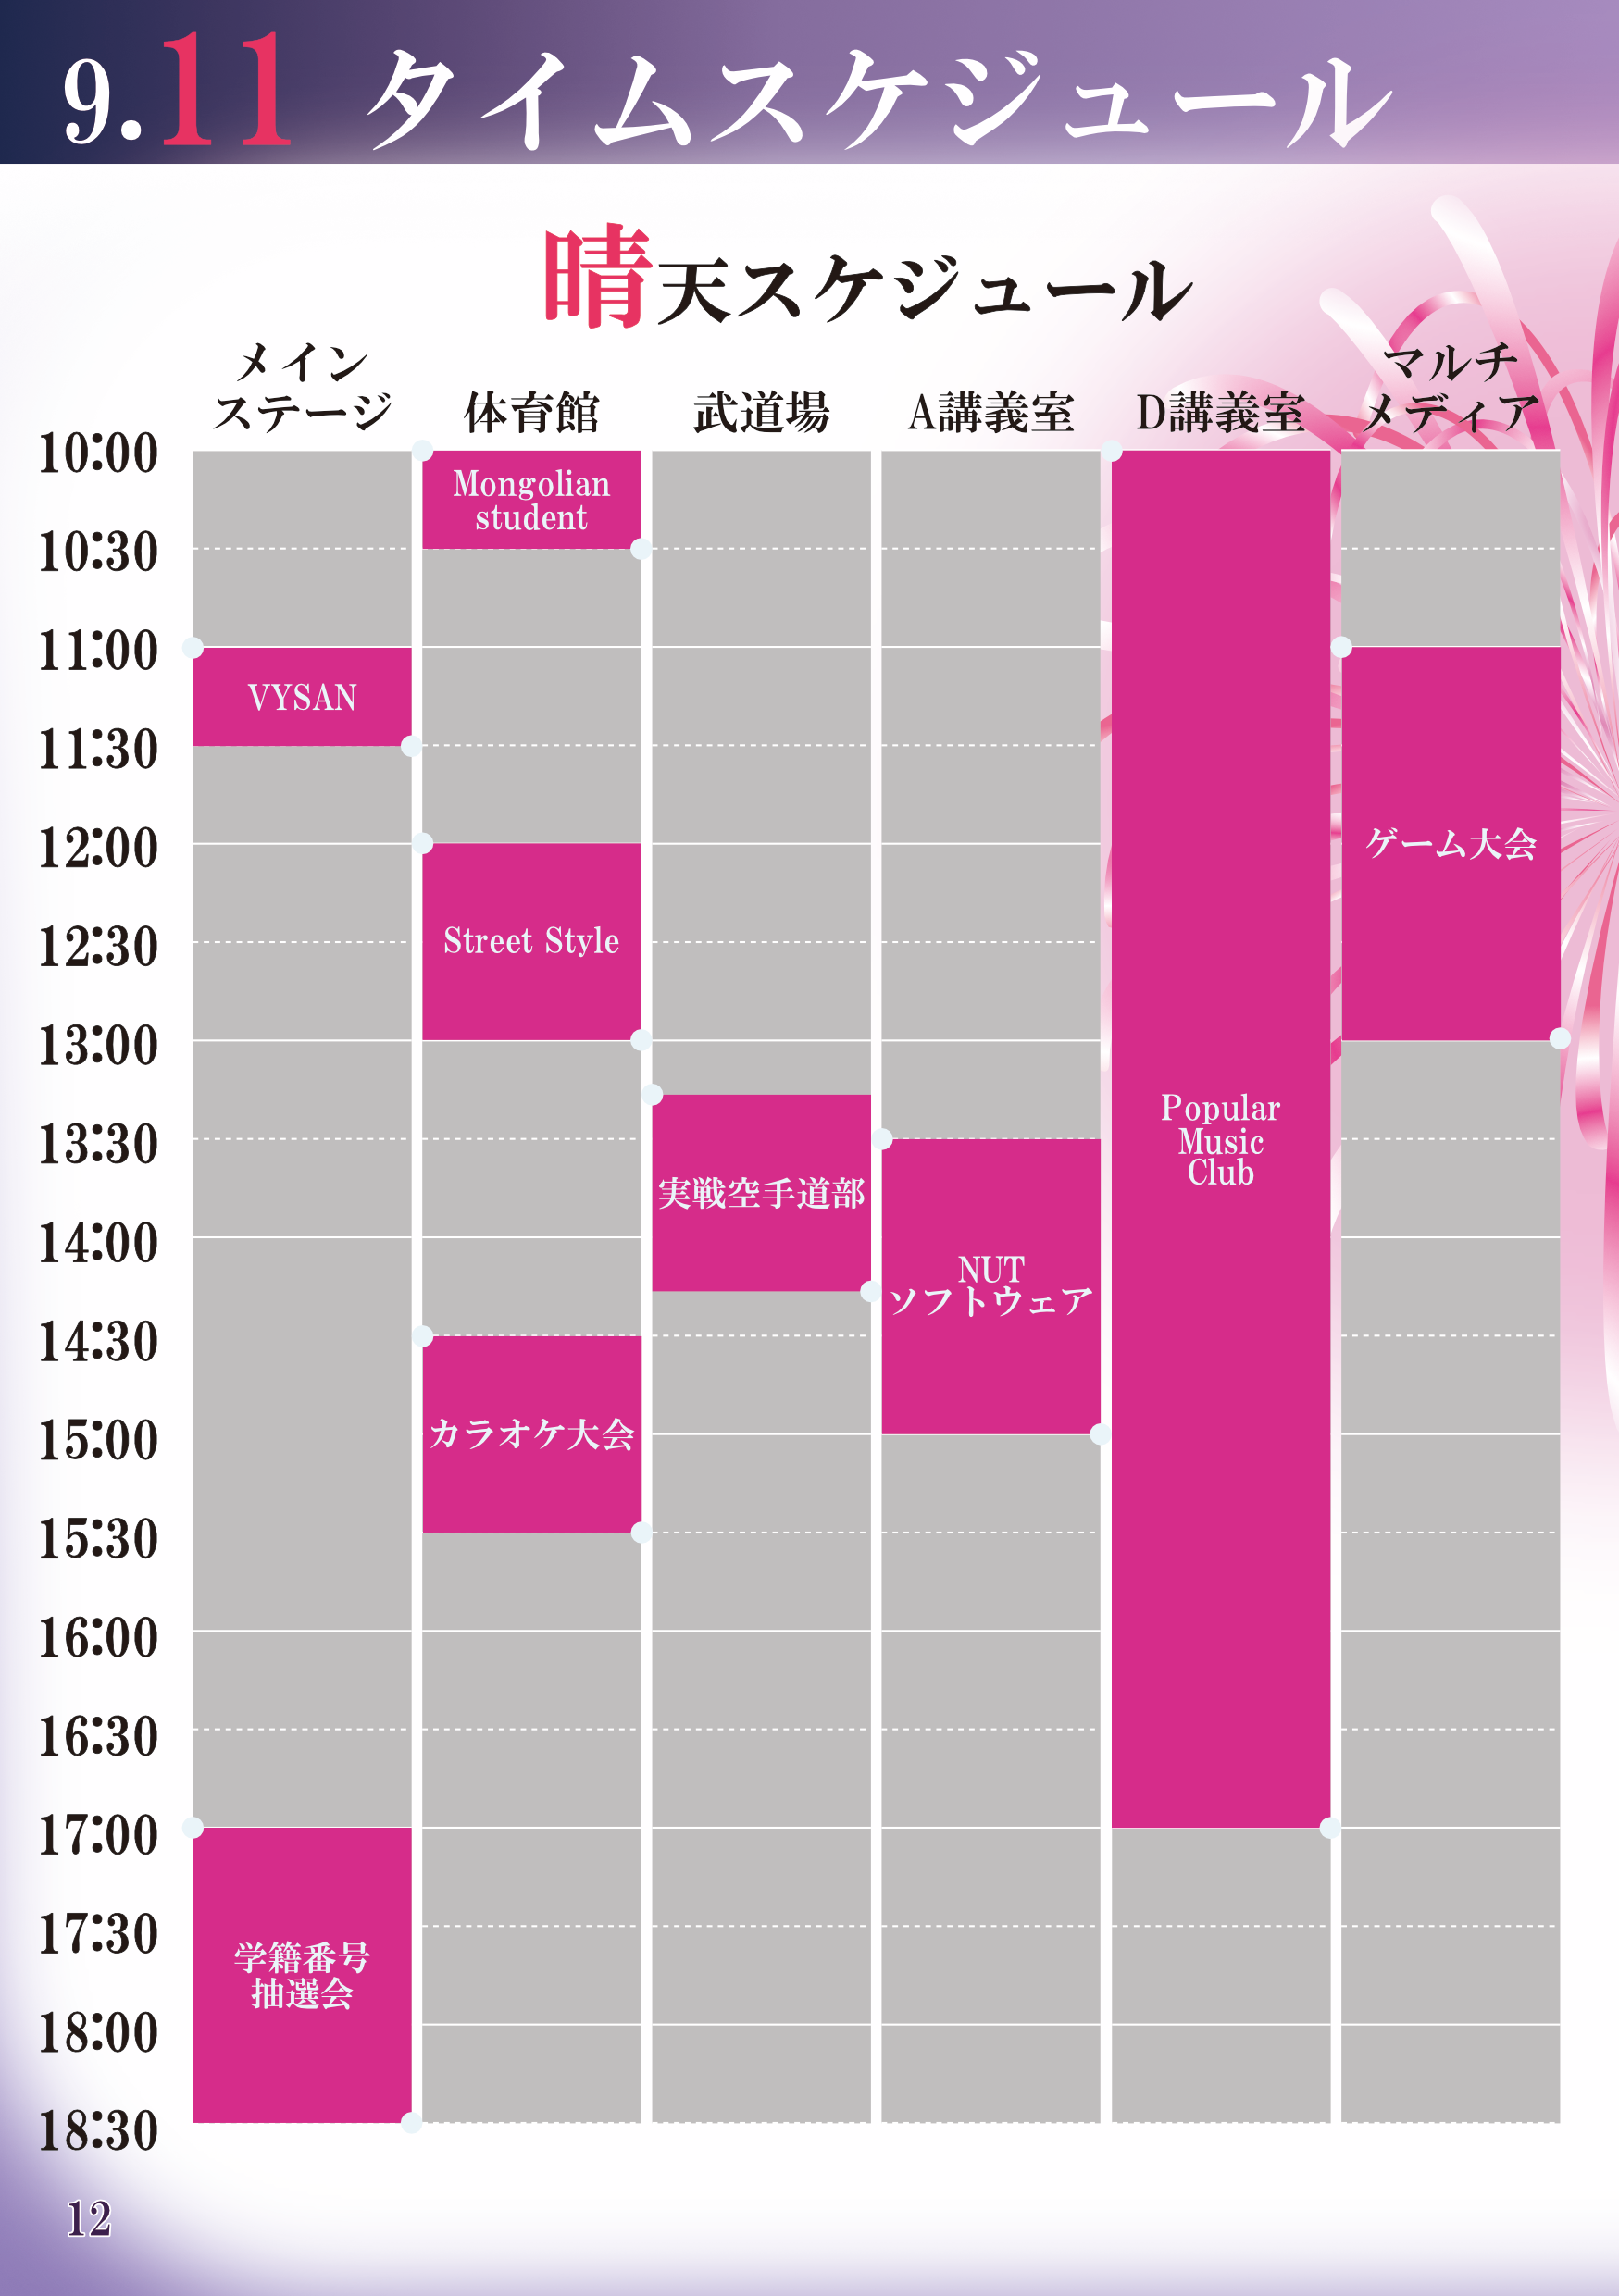 9.11 タイムスケジュール
晴天スケジュール
メイン
ステージ
体育館
武道場
A講義室
D講義室
マルチ
メディア
10:00
10:30
11:00
11:30
12:00
12:30
13:00
13:30
14:00
14:30
15:00
15:30
16:00
16:30
17:00
17:30
18:00
18:30
Mongolian
student
VYSAN
Street Style
ゲーム大会
実戦空手道部
Popular
Music
Club
NUT
ソフトウェア
カラオケ大会
学籍番号
抽選会
12